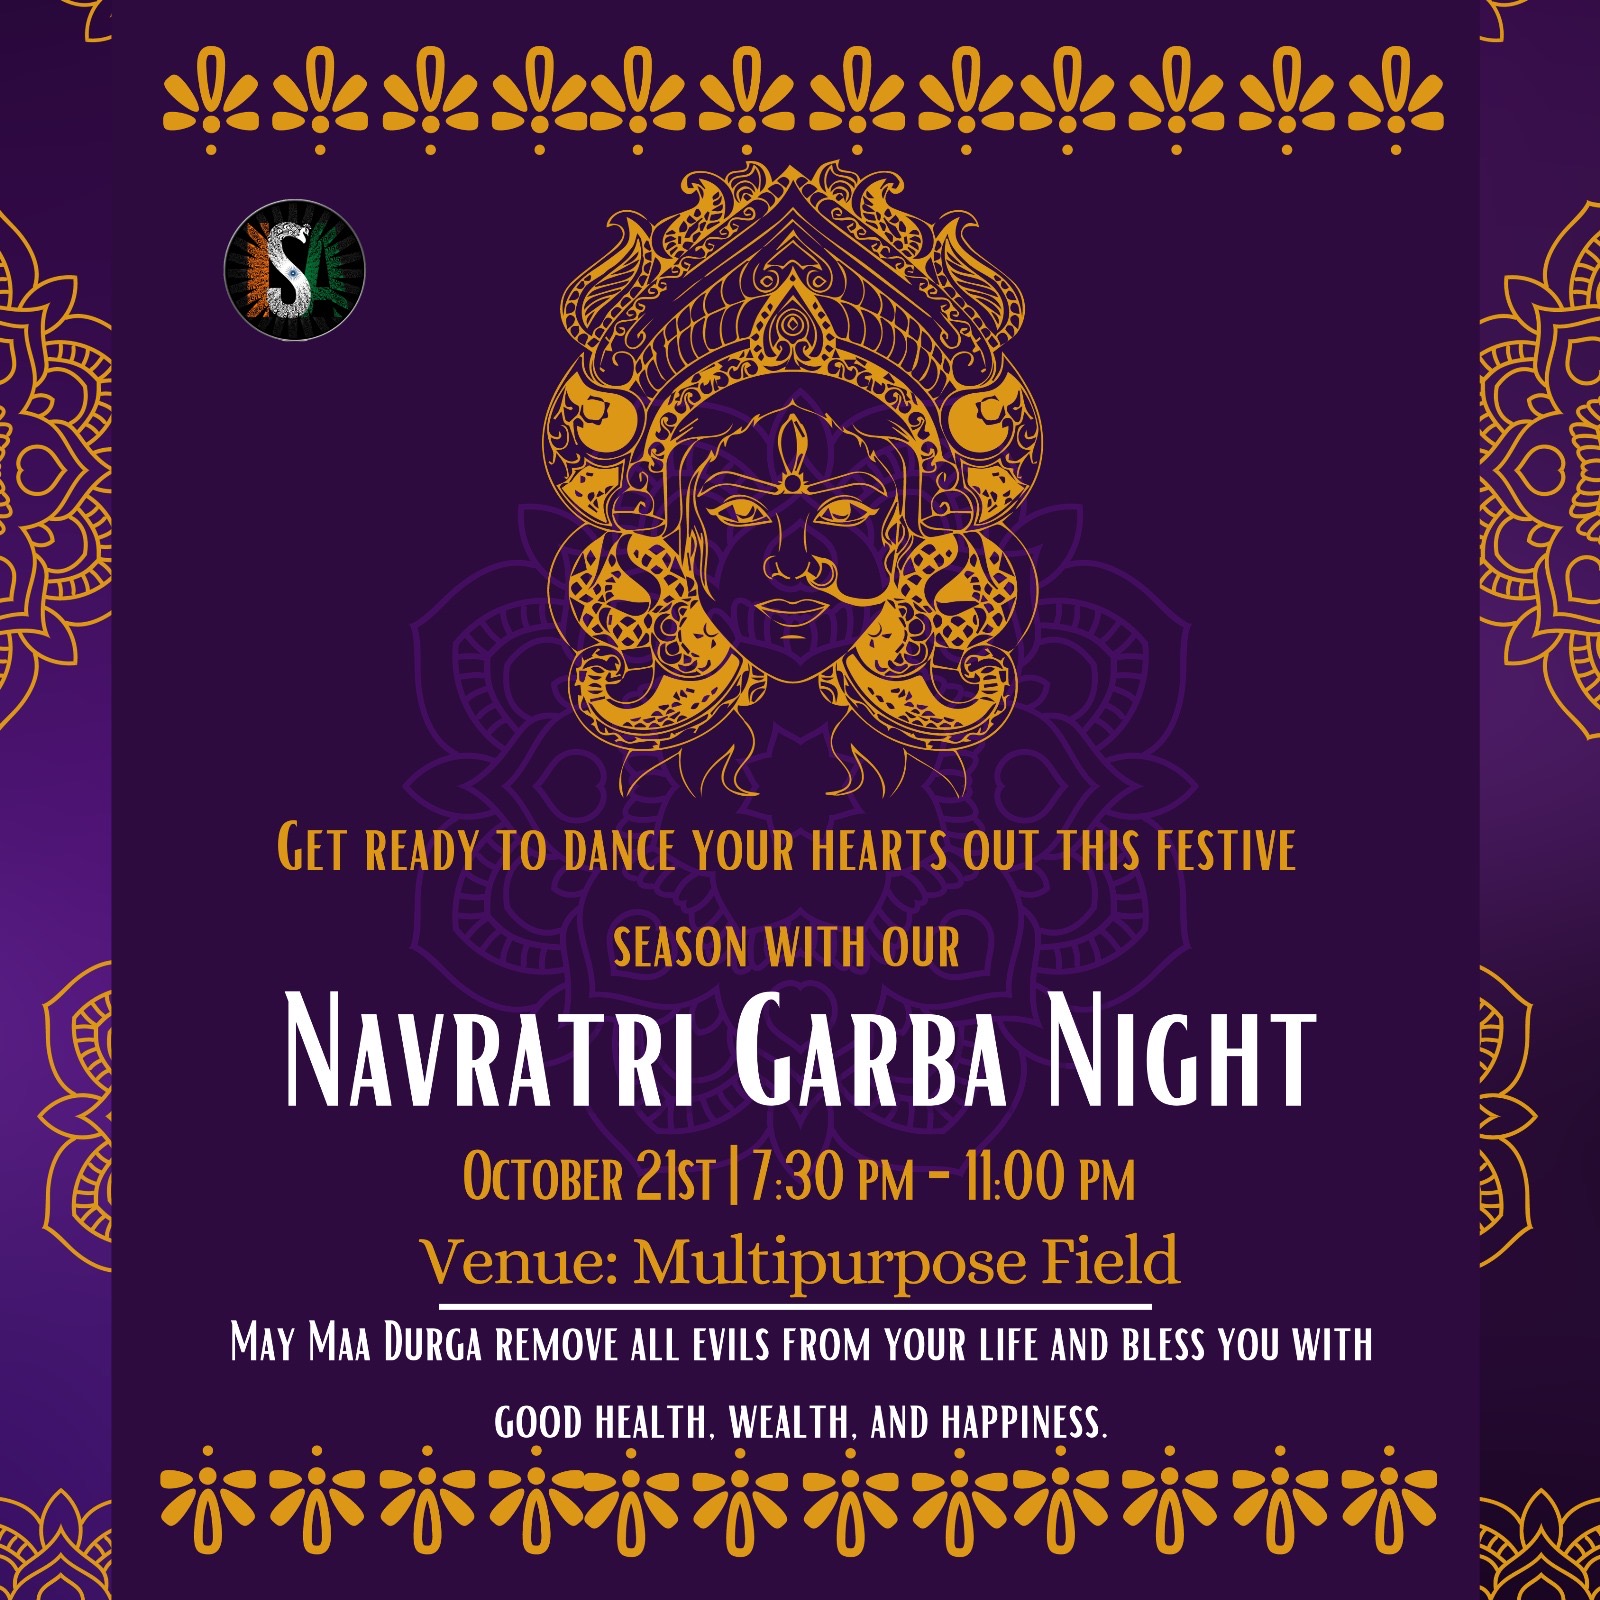 ISA
Get ready to dance your hearts out this festive
season with our
Navratri Garba Night
October 21st | 7:30 pm - 11:00 pm
Venue: Multipurpose Field
May Maa Durga remove all evils from your life and bless you with
good health, wealth, and happiness.